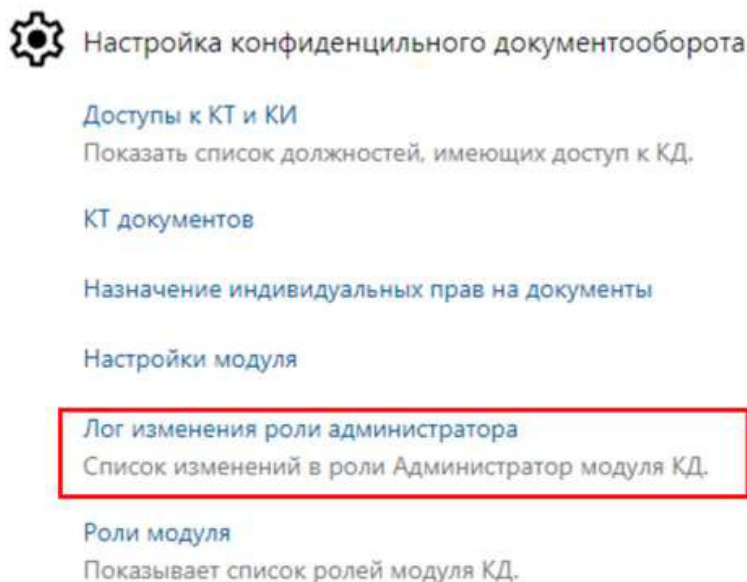 Настройка конфиденцильного документооборота
Доступы к КТ и КИ
Показать список должностей, имеющих доступ к КД.
КТ документов
Назначение индивидуальных прав на документы
Настройки модуля
Лог изменения роли администратора
Список изменений в роли Администратор модуля КД.
Роли модуля
Показывает список ролей модуля КД.